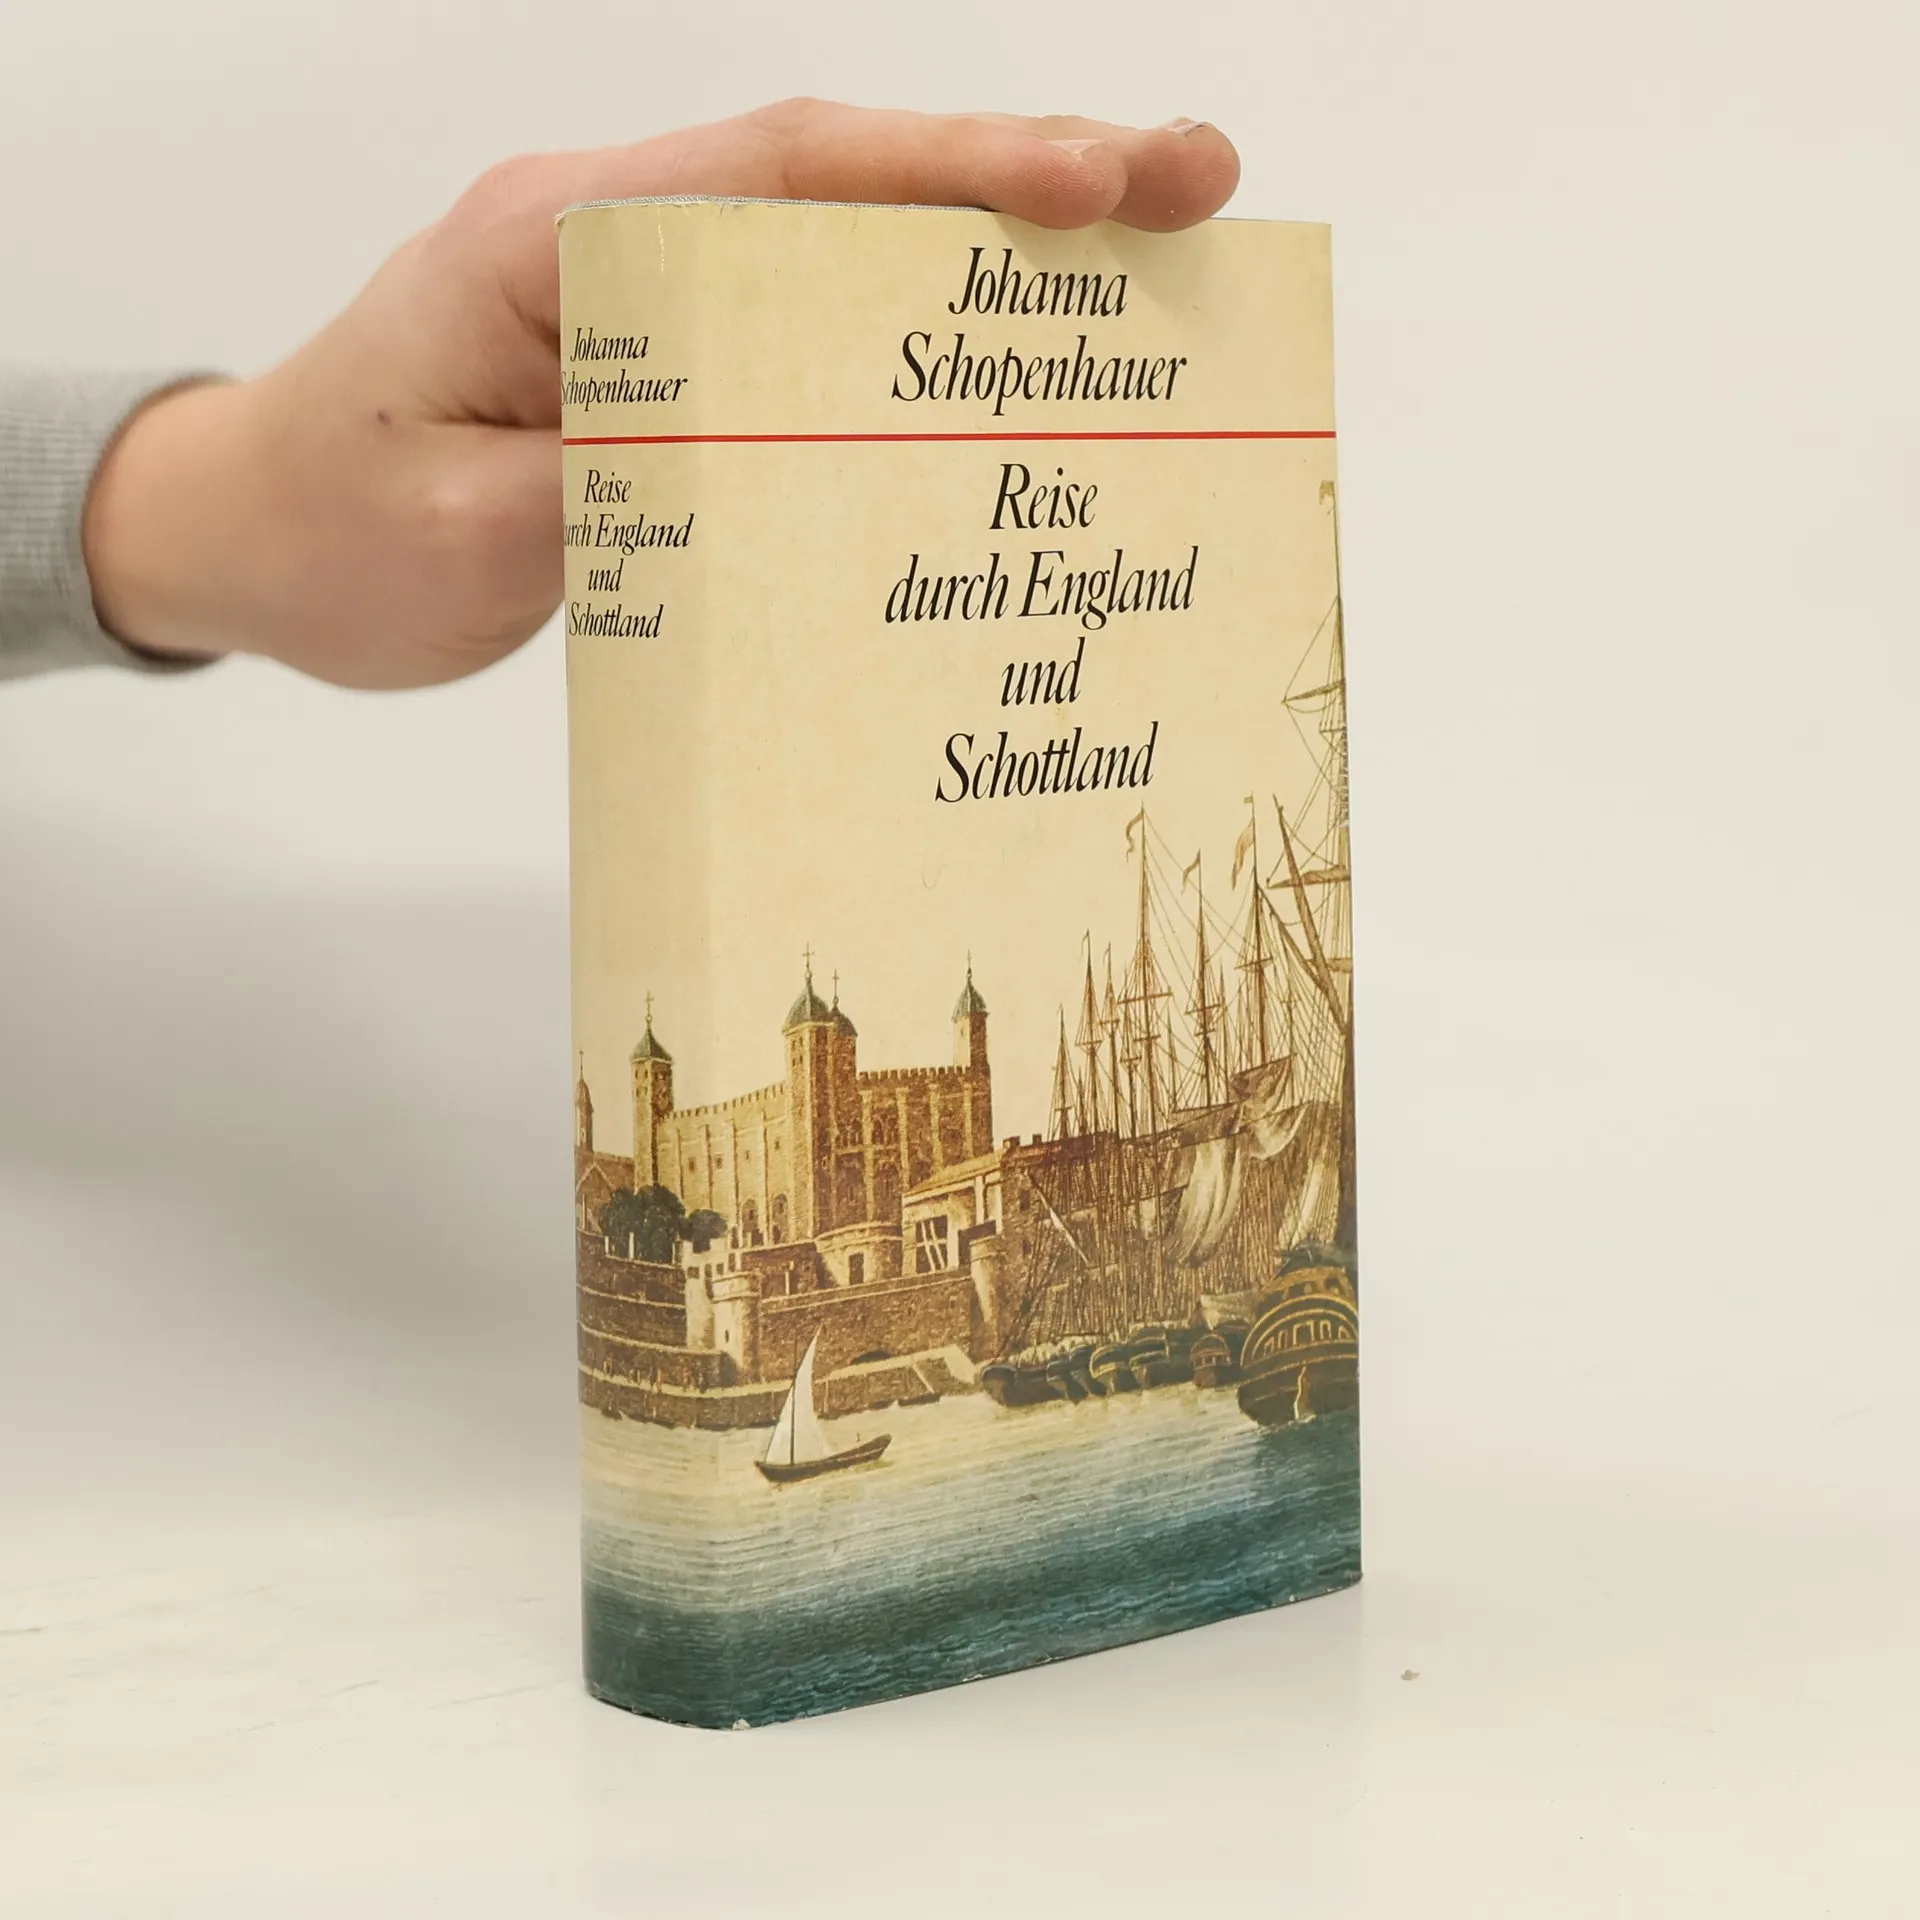 Johanna
Schopenhauer
Reise
durch England
und
Schottland
Johanna
Schopenhauer
Reise
durch England
und
Schottland